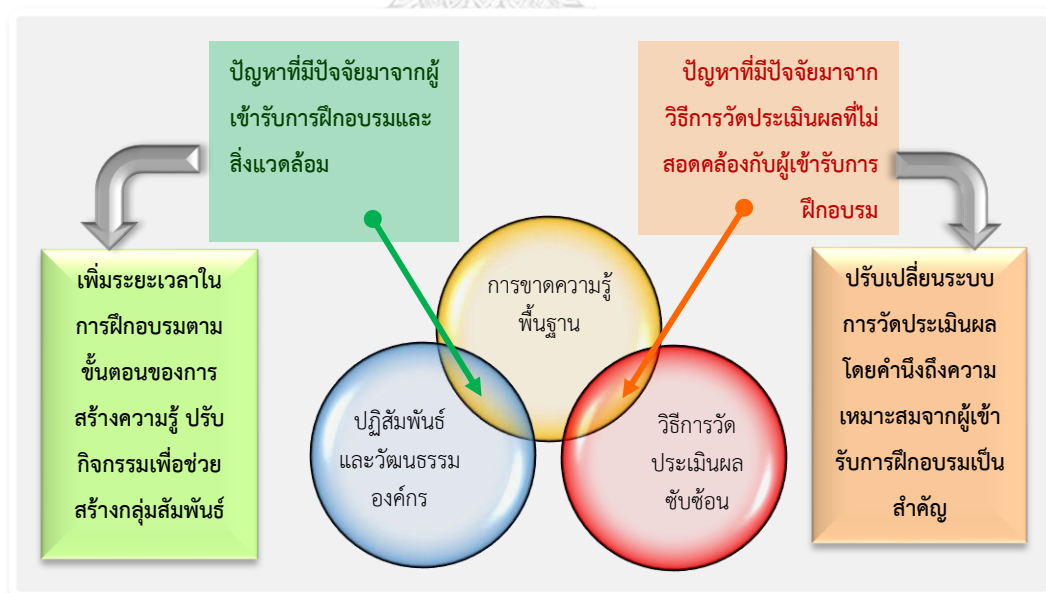 ปัญหาที่มีปัจจัยมาจากผู้
เข้ารับการฝึกอบรมและ
สิ่งแวดล้อม
ปัญหาที่มีปัจจัยมาจาก
วิธีการวัดประเมินผลที่ไม่
สอดคล้องกับผู้เข้ารับการ
ฝึกอบรม
เพิ่มระยะเวลาใน
การฝึกอบรมตาม
ขั้นตอนของการ
สร้างความรู้ ปรับ
กิจกรรมเพื่อช่วย
สร้างกลุ่มสัมพันธ์
การขาดความรู้
พื้นฐาน
ปฏิสัมพันธ์
และวัฒนธรรม
องค์กร
วิธีการวัด
ประเมินผล
ซับซ้อน
ปรับเปลี่ยนระบบ
การวัดประเมินผล
โดยคำนึงถึงความ
เหมาะสมจากผู้เข้า
รับการฝึกอบรมเป็น
สำคัญ